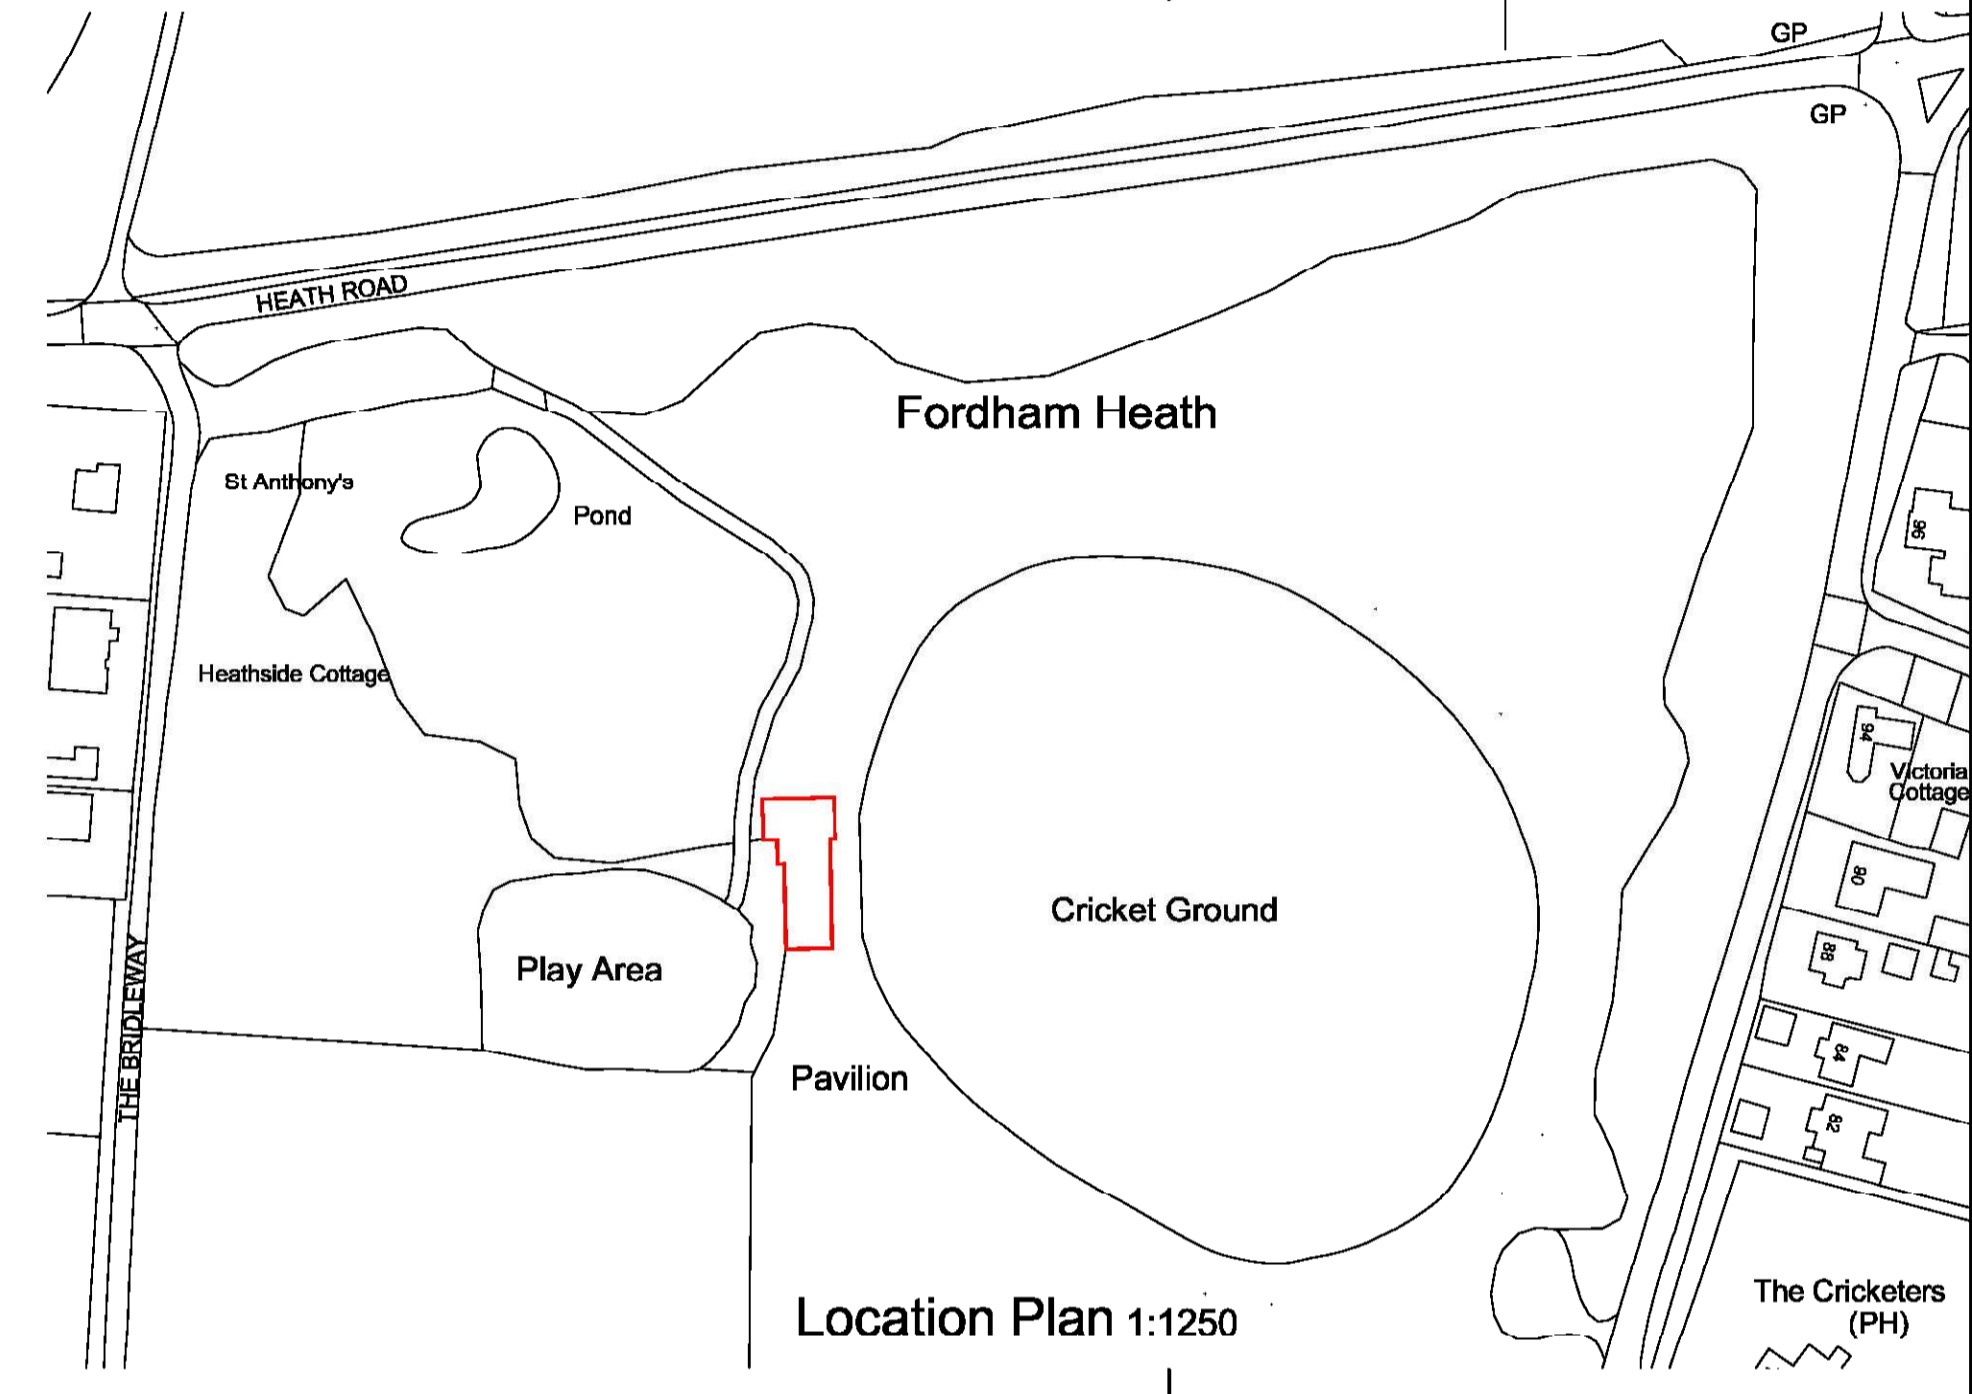 GP
GP
HEATH ROAD
Fordham Heath
St Anthony's
Pond
96
Heathside Cottage
94
Victoria
Cottage
90
Cricket Ground
88
Play Area
THE BRIDLEWAY
84
Pavilion
82
The Cricketers
(PH)
Location Plan 1:1250